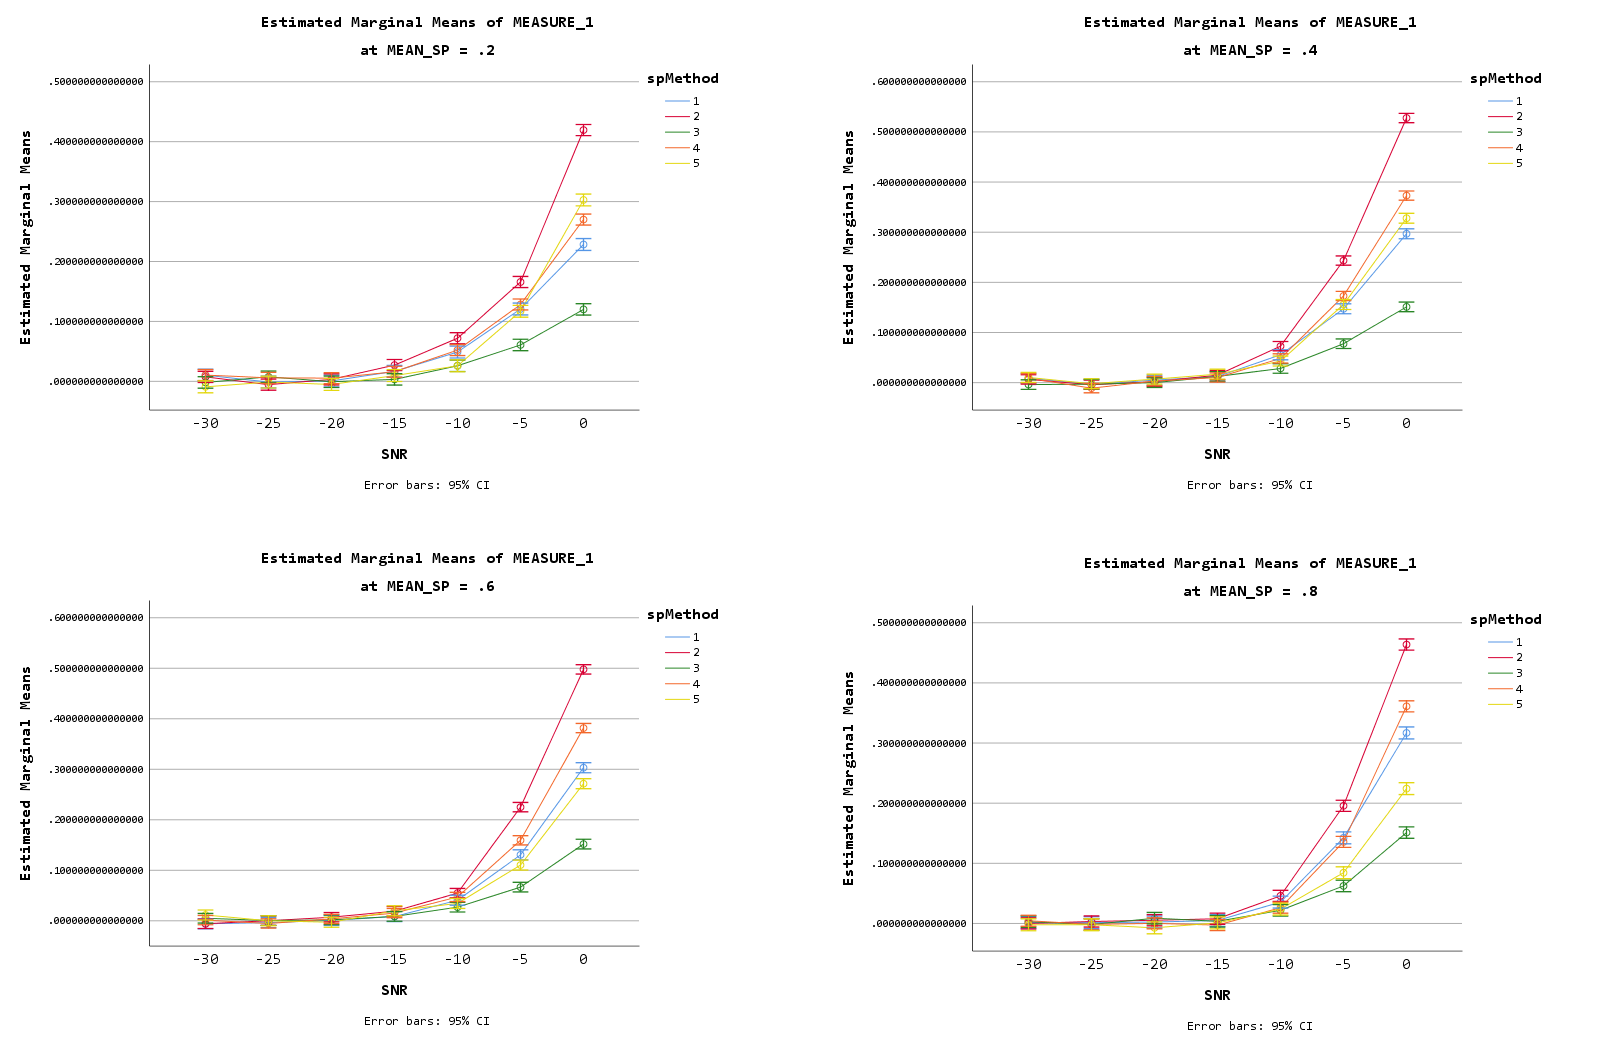 Estimated Marginal Means of MEASURE_1
at MEAN_SP = .2
Estimated Marginal Means
.500000000000000
.400000000000000
.300000000000000
.200000000000000
.100000000000000
.000000000000000
-30 -25 -20 -15 -10 -5 0
SNR
Error bars: 95% CI
spMethod
1
2
3
4
5
Estimated Marginal Means of MEASURE_1
at MEAN_SP = .4
Estimated Marginal Means
.600000000000000
.500000000000000
.400000000000000
.300000000000000
.200000000000000
.100000000000000
.000000000000000
-30 -25 -20 -15 -10 -5 0
SNR
Error bars: 95% CI
spMethod
1
2
3
4
5
Estimated Marginal Means of MEASURE_1
at MEAN_SP = .6
Estimated Marginal Means
.600000000000000
.500000000000000
.400000000000000
.300000000000000
.200000000000000
.100000000000000
.000000000000000
-30 -25 -20 -15 -10 -5 0
SNR
Error bars: 95% CI
spMethod
1
2
3
4
5
Estimated Marginal Means of MEASURE_1
at MEAN_SP = .8
Estimated Marginal Means
.500000000000000
.400000000000000
.300000000000000
.200000000000000
.100000000000000
.000000000000000
-30 -25 -20 -15 -10 -5 0
SNR
Error bars: 95% CI
spMethod
1
2
3
4
5